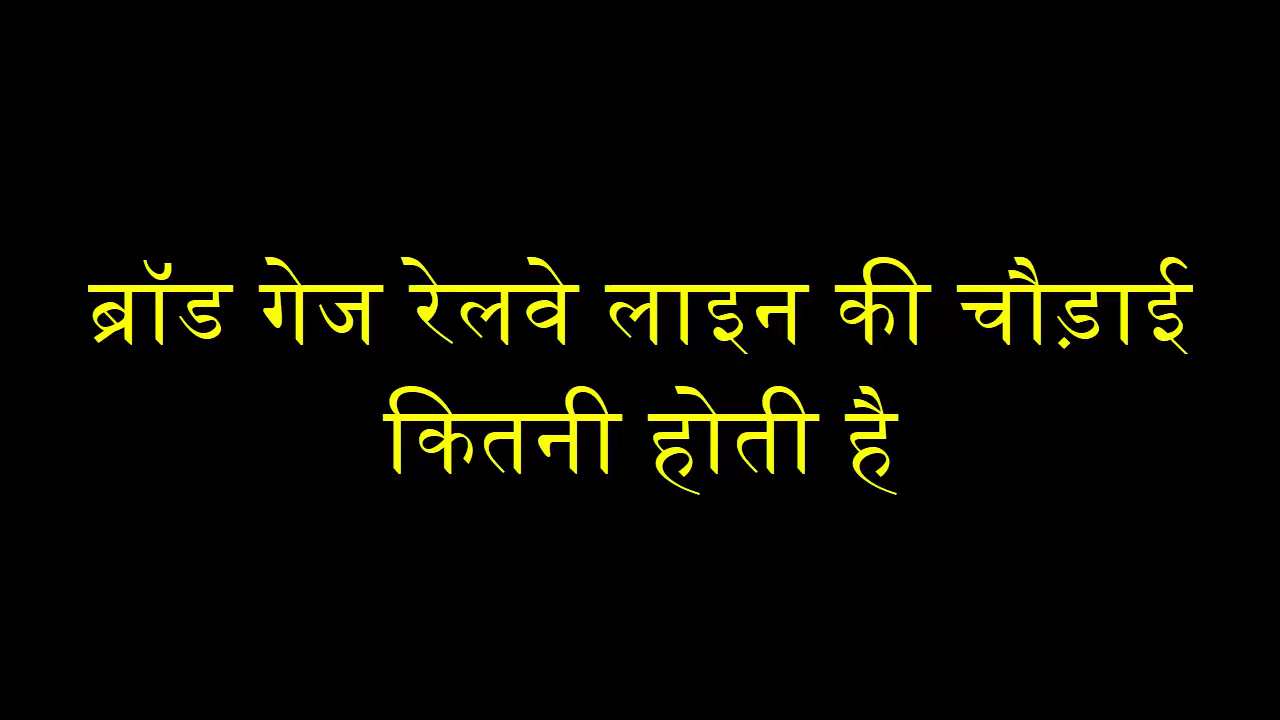 ब्रॉड गेज रेलवे लाइन की चौड़ाई
कितनी होती है